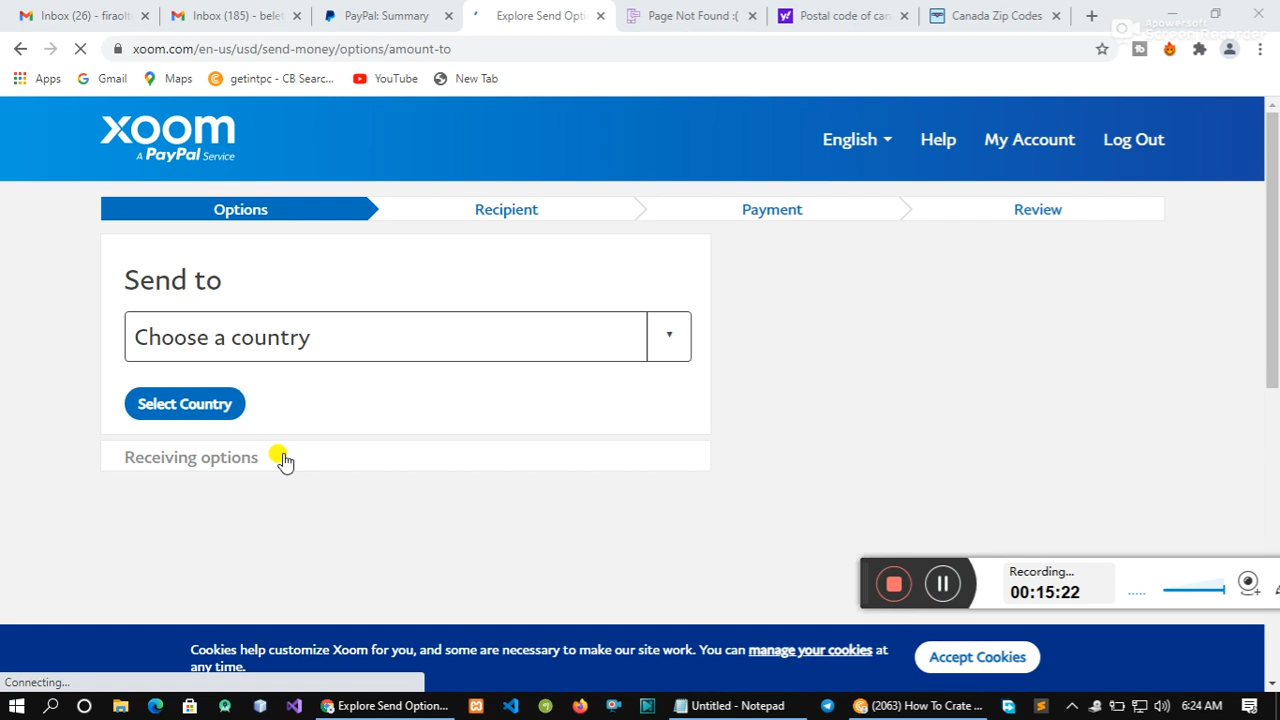 Inbox (26) - firaolt
Inbox (185) - belet
PayPal: Summary
Explore Send Opti
Page Not Found :(
Postal code of can
Canada Zip Codes
Apowersoft
Screen Recorder
xoom.com/en-us/usd/send-money/options/amount-to
Apps
Gmail
Maps
getintpc - CB Searc...
YouTube
New Tab
xoom
A PayPal Service
English
Help
My Account
Log Out
Options
Recipient
Payment
Review
Send to
Choose a country
Select Country
Receiving options
Recording...
00:15:22
Cookies help customize Xoom for you, and some are necessary to make our site work. You can manage your cookies at
any time.
Accept Cookies
Connecting...
Explore Send Option...
Untitled - Notepad
(2063) How To Crate ...
6:24 AM